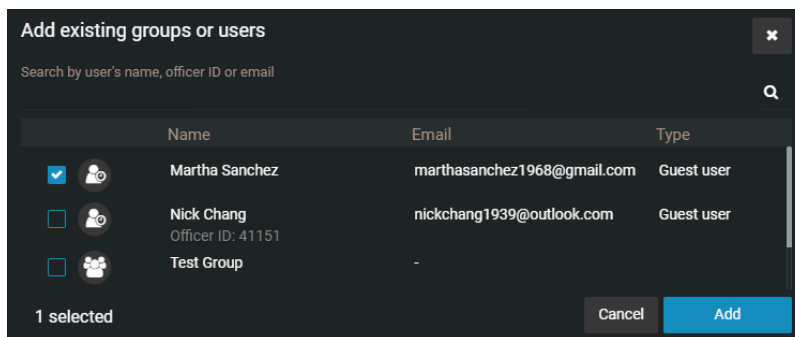 Add existing groups or users
Search by user's name, officer ID or email
Name Email Type
Martha Sanchez marthasanchez1968@gmail.com Guest user
Nick Chang nickchang1939@outlook.com Guest user
Officer ID: 41151
Test Group -
1 selected Cancel Add